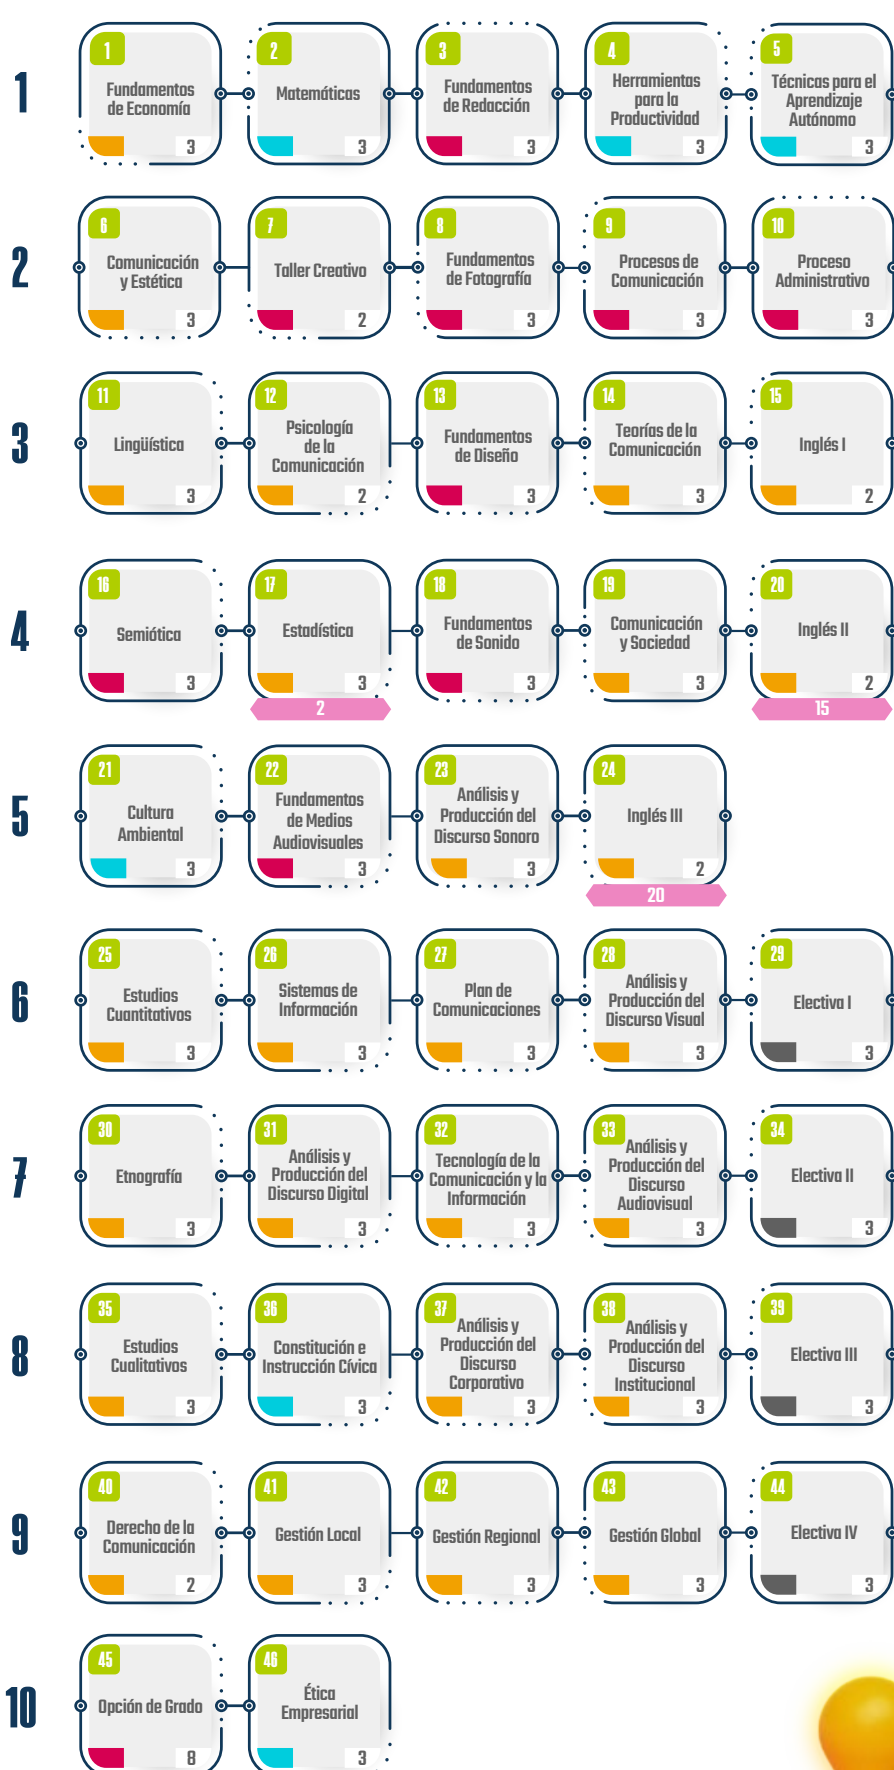 1
1
Fundamentos
de Economía
3
2
Matemáticas
3
3
Fundamentos
de Redacción
3
4
Herramientas
para la
Productividad
3
5
Técnicas para el
Aprendizaje
Autónomo
3
2
6
Comunicación
y Estética
3
7
Taller Creativo
2
8
Fundamentos
de Fotografía
3
9
Procesos de
Comunicación
3
10
Proceso
Administrativo
3
3
11
Lingüística
3
12
Psicología
de la
Comunicación
2
13
Fundamentos
de Diseño
3
14
Teorías de la
Comunicación
3
15
Inglés I
2
4
16
Semiótica
3
17
Estadística
3
2
18
Fundamentos
de Sonido
3
19
Comunicación
y Sociedad
3
20
Inglés II
2
15
5
21
Cultura
Ambiental
3
22
Fundamentos
de Medios
Audiovisuales
3
23
Análisis y
Producción del
Discurso Sonoro
3
24
Inglés III
2
20
6
25
Estudios
Cuantitativos
3
26
Sistemas de
Información
3
27
Plan de
Comunicaciones
3
28
Análisis y
Producción del
Discurso Visual
3
29
Electiva I
3
7
30
Etnografía
3
31
Análisis y
Producción del
Discurso Digital
3
32
Tecnología de la
Comunicación y la
Información
3
33
Análisis y
Producción del
Discurso
Audiovisual
3
34
Electiva II
3
8
35
Estudios
Cualitativos
3
36
Constitución e
Instrucción Cívica
3
37
Análisis y
Producción del
Discurso
Corporativo
3
38
Análisis y
Producción del
Discurso
Institucional
3
39
Electiva III
3
9
40
Derecho de la
Comunicación
2
41
Gestión Local
3
42
Gestión Regional
3
43
Gestión Global
3
44
Electiva IV
3
10
45
Opción de Grado
8
46
Ética
Empresarial
3